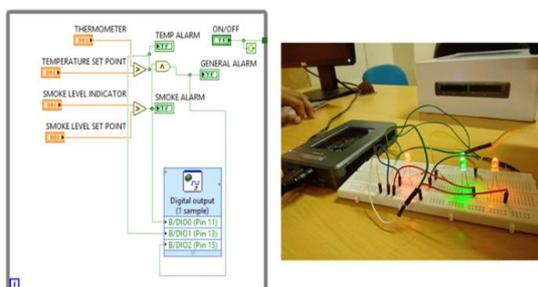 THERMOMETER
TEMP ALARM
ON/OFF
TEMPERATURE SET POINT
GENERAL ALARM
SMOKE LEVEL INDICATOR
SMOKE ALARM
SMOKE LEVEL SET POINT
Digital output
(1 sample)
B/DIO0 (Pin 11)
B/DIO1 (Pin 13)
B/DIO2 (Pin 15)
i